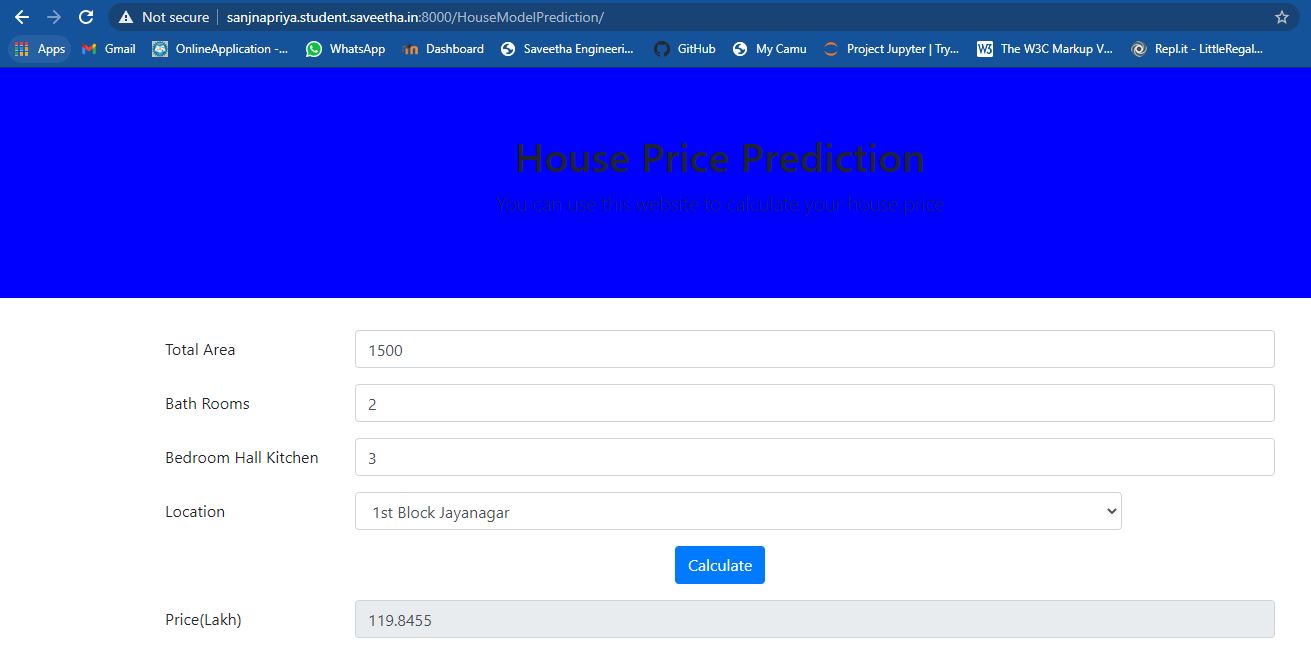 Not secure sanjnapriya.student.saveetha.in:8000/HouseModelPrediction/
Apps Gmail OnlineApplication -... WhatsApp Dashboard Saveetha Engineeri... GitHub My Camu Project Jupyter | Try... The W3C Markup V... Repl.it - LittleRegal...
House Price Prediction
You can use this website to calculate your house price
Total Area 1500
Bath Rooms 2
Bedroom Hall Kitchen 3
Location 1st Block Jayanagar
Calculate
Price(Lakh) 119.8455